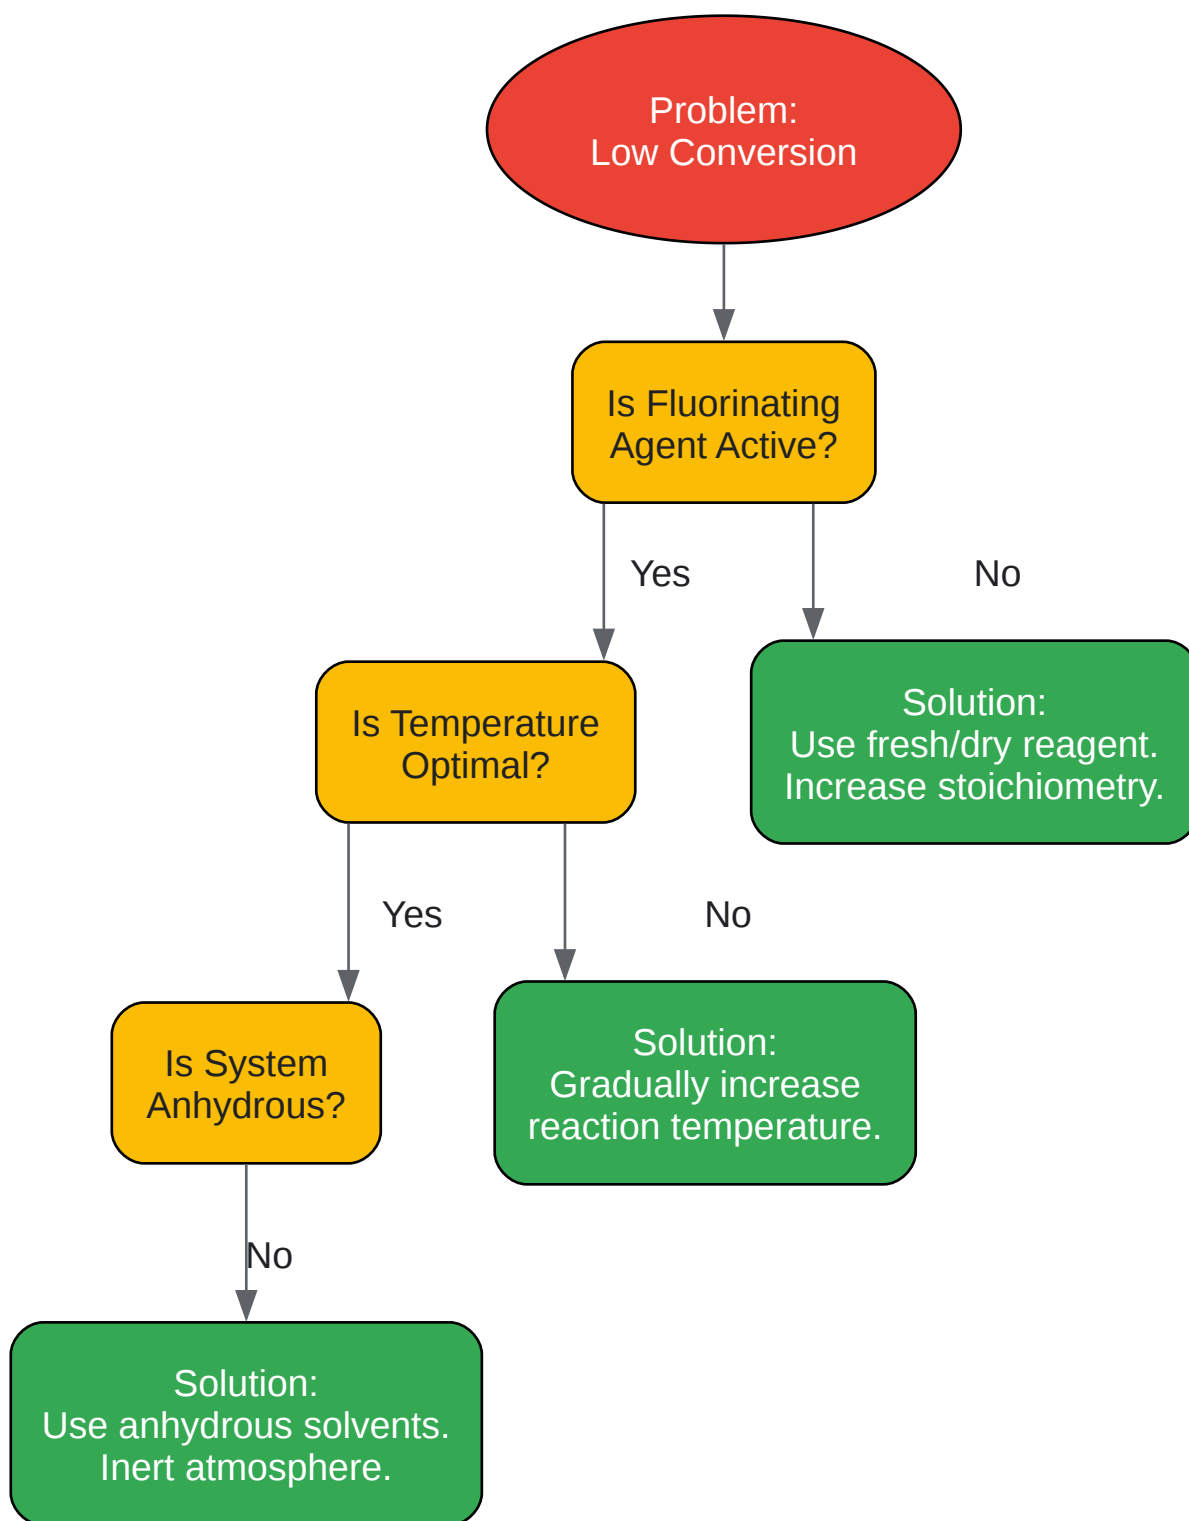 Problem:
Low Conversion
Is Fluorinating
Agent Active?
Yes
No
Is Temperature
Optimal?
Solution:
Use fresh/dry reagent.
Increase stoichiometry.
Yes
No
Is System
Anhydrous?
Solution:
Gradually increase
reaction temperature.
No
Solution:
Use anhydrous solvents.
Inert atmosphere.